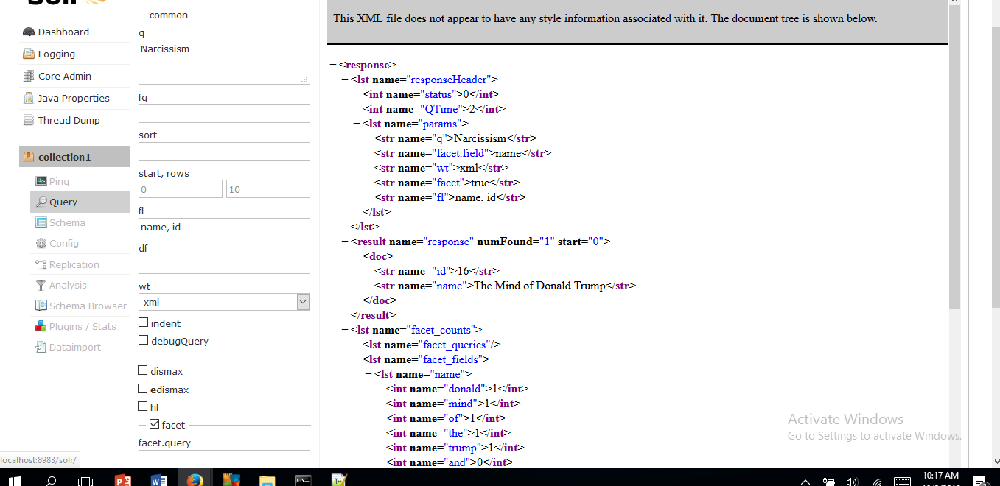 Solr
Dashboard
Logging
Core Admin
Java Properties
Thread Dump
collection1
Ping
Query
Schema
Config
Replication
Analysis
Schema Browser
Plugins / Stats
Dataimport
localhost:8983/solr/
common
q
Narcissism
fq
sort
start, rows
0 10
fl
name, id
df
wt
xml
indent
debugQuery
dismax
edismax
hl
facet
facet.query
This XML file does not appear to have any style information associated with it. The document tree is shown below.
− <response>
− <lst name="responseHeader">
<int name="status">0</int>
<int name="QTime">2</int>
− <lst name="params">
<str name="q">Narcissism</str>
<str name="facet.field">name</str>
<str name="wt">xml</str>
<str name="facet">true</str>
<str name="fl">name, id</str>
</lst>
</lst>
− <result name="response" numFound="1" start="0">
− <doc>
<str name="id">16</str>
<str name="name">The Mind of Donald Trump</str>
</doc>
</result>
− <lst name="facet_counts">
<lst name="facet_queries"/>
− <lst name="facet_fields">
− <lst name="name">
<int name="donald">1</int>
<int name="mind">1</int>
<int name="of">1</int>
<int name="the">1</int>
<int name="trump">1</int>
<int name="and">0</int>
Activate Windows
Go to Settings to activate Windows.
10:17 AM